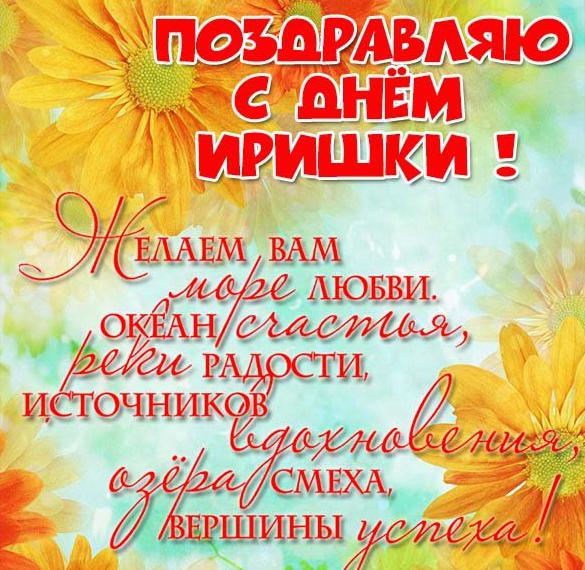 ПОЗДРАВЛЯЮ
С ДНЁМ
ИРИШКИ !
ЖЕЛАЕМ ВАМ
море ЛЮБВИ.
ОКЕАН счастья,
реки РАДОСТИ,
ИСТОЧНИКОВ
вдохновения,
озёра СМЕХА,
ВЕРШИНЫ успеха!